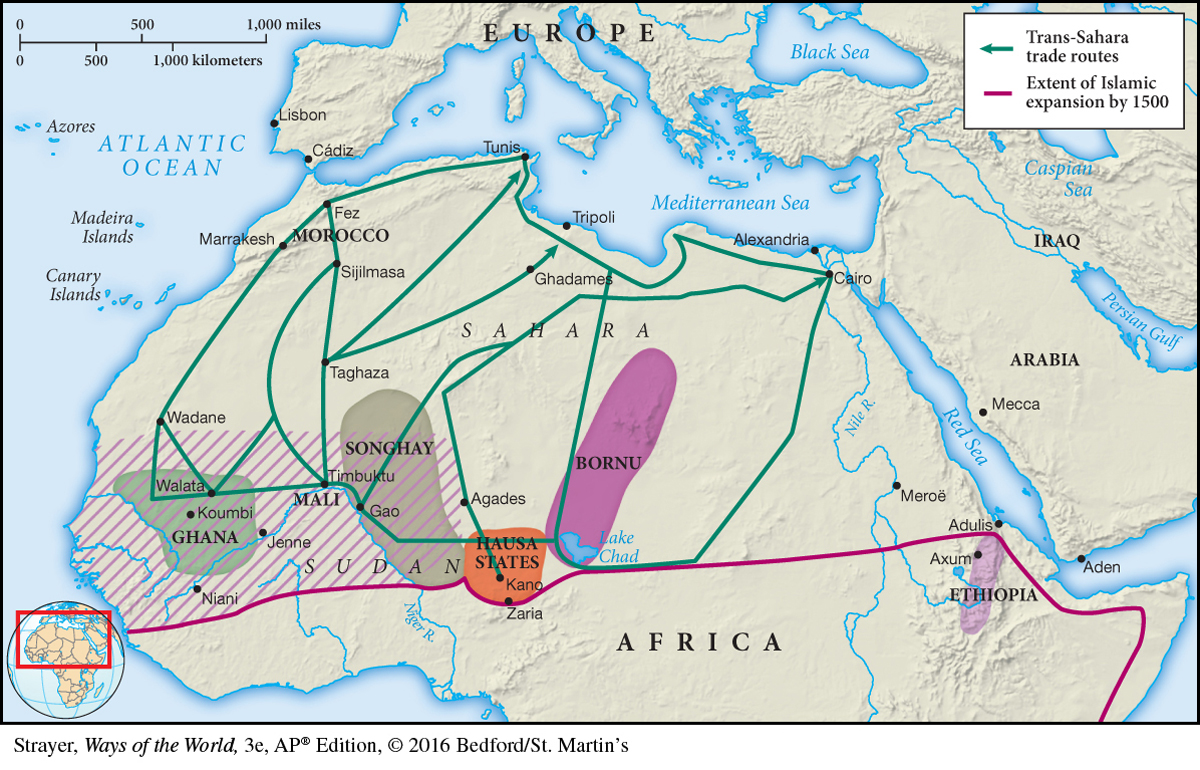 0 500 1,000 miles
0 500 1,000 kilometers
EUROPE
Black Sea
Trans-Sahara
trade routes
Extent of Islamic
expansion by 1500
Lisbon
Azores
ATLANTIC
OCEAN
Cádiz
Tunis
Caspian
Sea
Mediterranean Sea
Madeira
Islands
Fez
Tripoli
Marrakesh
MOROCCO
Alexandria
IRAQ
Sijilmasa
Ghadames
Cairo
Canary
Islands
Persian Gulf
SAHARA
ARABIA
Taghaza
Mecca
Wadane
Nile R.
Red Sea
SONGHAY
BORNU
Walata
Timbuktu
MALI
Agades
Meroë
Koumbi
Gao
GHANA
Jenne
Adulis
HAUSA
STATES
Lake
Chad
Axum
Aden
SUDAN
Kano
ETHIOPIA
Niani
Zaria
Niger R.
AFRICA
Strayer, Ways of the World, 3e, AP® Edition, © 2016 Bedford/St. Martin's